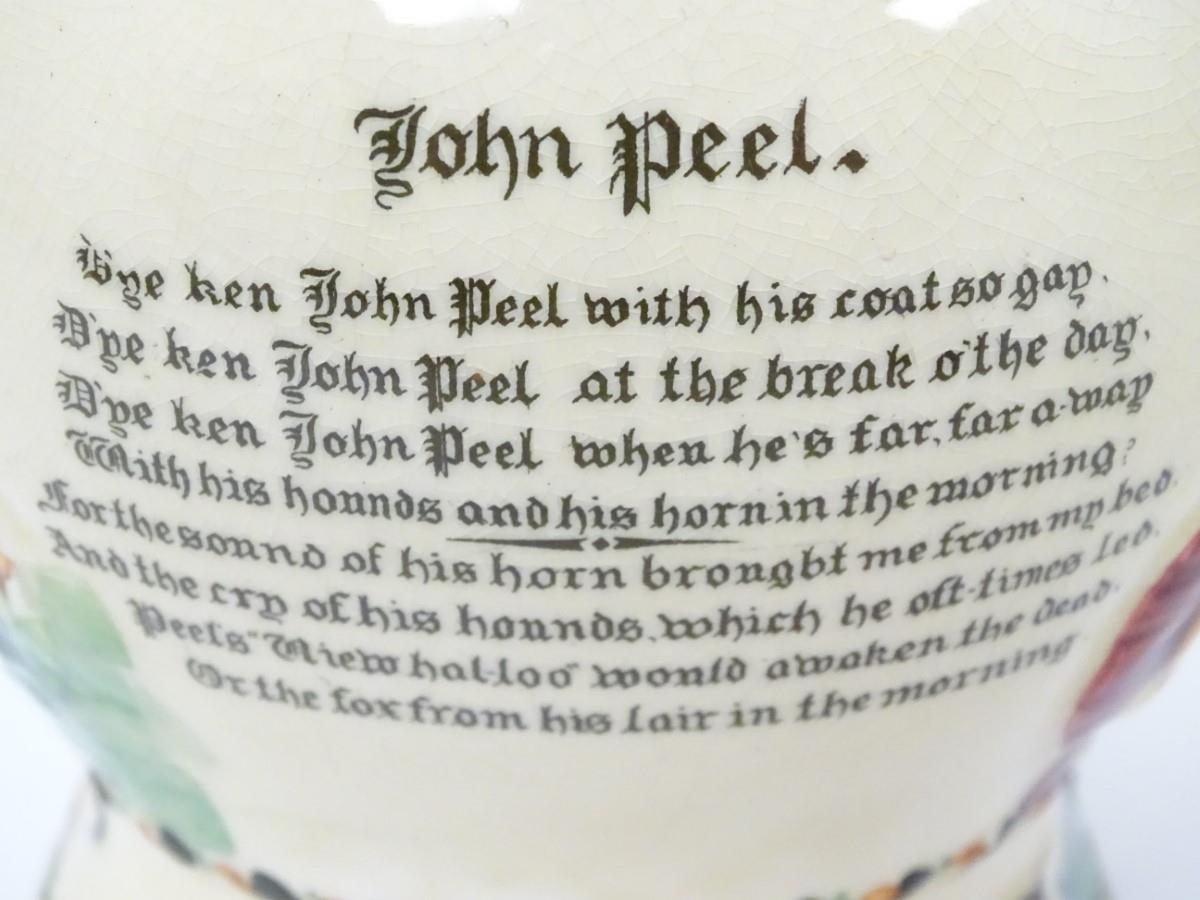 John Peel.
D'ye ken John Peel with his coat so gay.
D'ye ken John Peel at the break o'the day,
D'ye ken John Peel when he's far, far a-way
With his hounds and his horn in the morning?
For the sound of his horn brought me from my bed.
And the cry of his hounds, which he oft-times led.
Peel's "View hal-loo" would awaken the dead.
Or the fox from his lair in the morning